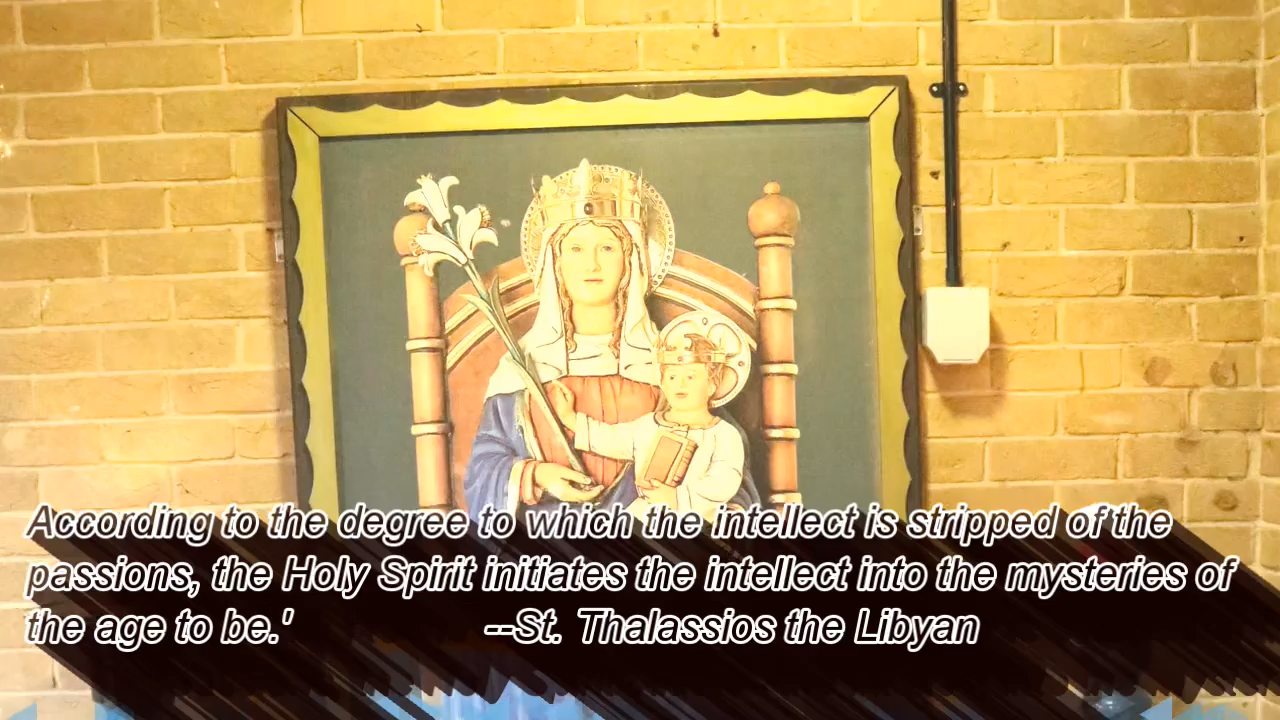 According to the degree to which the intellect is stripped of the
passions, the Holy Spirit initiates the intellect into the mysteries of
the age to be.' --St. Thalassios the Libyan